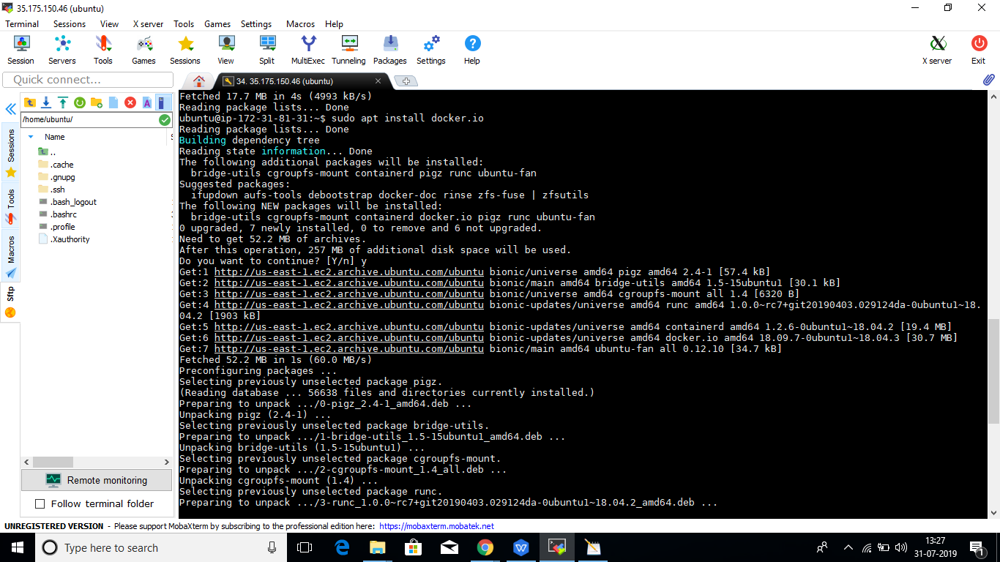 35.175.150.46 (ubuntu)
Terminal Sessions View X server Tools Games Settings Macros Help
Session Servers Tools Games Sessions View Split MultiExec Tunneling Packages Settings Help X server Exit
Quick connect...
34. 35.175.150.46 (ubuntu)
/home/ubuntu/
Name
..
.cache
.gnupg
.ssh
.bash_logout
.bashrc
.profile
.Xauthority
Sessions
Tools
Macros
Sftp
Remote monitoring
Follow terminal folder
Fetched 17.7 MB in 4s (4993 kB/s)
Reading package lists... Done
ubuntu@ip-172-31-81-31:~$ sudo apt install docker.io
Reading package lists... Done
Building dependency tree
Reading state information... Done
The following additional packages will be installed:
bridge-utils cgroupfs-mount containerd pigz runc ubuntu-fan
Suggested packages:
ifupdown aufs-tools debootstrap docker-doc rinse zfs-fuse | zfsutils
The following NEW packages will be installed:
bridge-utils cgroupfs-mount containerd docker.io pigz runc ubuntu-fan
0 upgraded, 7 newly installed, 0 to remove and 6 not upgraded.
Need to get 52.2 MB of archives.
After this operation, 257 MB of additional disk space will be used.
Do you want to continue? [Y/n] y
Get:1 http://us-east-1.ec2.archive.ubuntu.com/ubuntu bionic/universe amd64 pigz amd64 2.4-1 [57.4 kB]
Get:2 http://us-east-1.ec2.archive.ubuntu.com/ubuntu bionic/main amd64 bridge-utils amd64 1.5-15ubuntu1 [30.1 kB]
Get:3 http://us-east-1.ec2.archive.ubuntu.com/ubuntu bionic/universe amd64 cgroupfs-mount all 1.4 [6320 B]
Get:4 http://us-east-1.ec2.archive.ubuntu.com/ubuntu bionic-updates/universe amd64 runc amd64 1.0.0~rc7+git20190403.029124da-0ubuntu1~18.
04.2 [1903 kB]
Get:5 http://us-east-1.ec2.archive.ubuntu.com/ubuntu bionic-updates/universe amd64 containerd amd64 1.2.6-0ubuntu1~18.04.2 [19.4 MB]
Get:6 http://us-east-1.ec2.archive.ubuntu.com/ubuntu bionic-updates/universe amd64 docker.io amd64 18.09.7-0ubuntu1~18.04.3 [30.7 MB]
Get:7 http://us-east-1.ec2.archive.ubuntu.com/ubuntu bionic/main amd64 ubuntu-fan all 0.12.10 [34.7 kB]
Fetched 52.2 MB in 1s (60.0 MB/s)
Preconfiguring packages ...
Selecting previously unselected package pigz.
(Reading database ... 56638 files and directories currently installed.)
Preparing to unpack .../0-pigz_2.4-1_amd64.deb ...
Unpacking pigz (2.4-1) ...
Selecting previously unselected package bridge-utils.
Preparing to unpack .../1-bridge-utils_1.5-15ubuntu1_amd64.deb ...
Unpacking bridge-utils (1.5-15ubuntu1) ...
Selecting previously unselected package cgroupfs-mount.
Preparing to unpack .../2-cgroupfs-mount_1.4_all.deb ...
Unpacking cgroupfs-mount (1.4) ...
Selecting previously unselected package runc.
Preparing to unpack .../3-runc_1.0.0~rc7+git20190403.029124da-0ubuntu1~18.04.2_amd64.deb ...
UNREGISTERED VERSION - Please support MobaXterm by subscribing to the professional edition here: https://mobaxterm.mobatek.net
Type here to search
13:27
31-07-2019
1